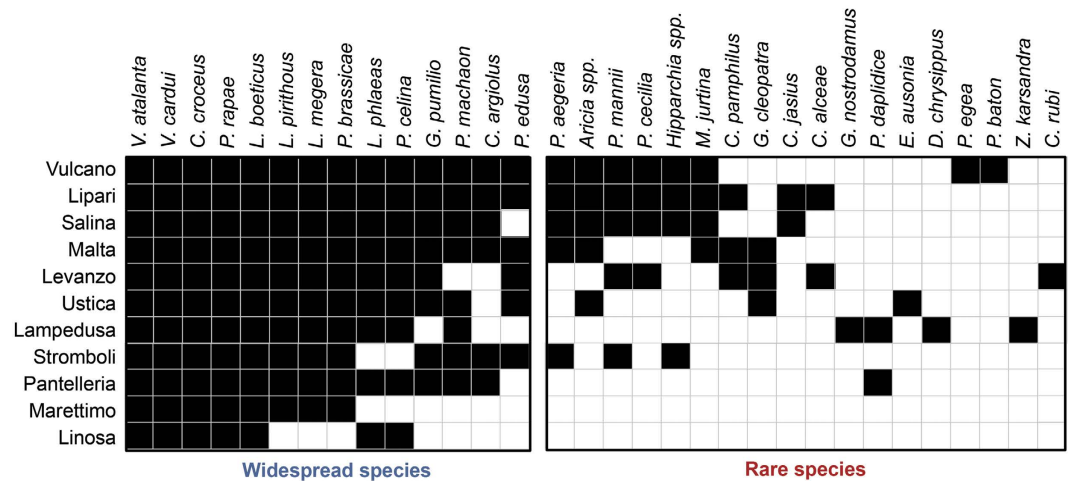 V. atalanta
V. cardui
C. croceus
P. rapae
L. boeticus
L. pirithous
L. megera
P. brassicae
L. phlaeas
P. celina
G. pumilio
P. machaon
C. argiolus
P. edusa
P. aegeria
Aricia spp.
P. mannii
P. cecilia
Hipparchia spp.
M. jurtina
C. pamphilus
G. cleopatra
C. jasius
C. alceae
G. nostrodamus
P. daplidice
E. ausonia
D. chrysippus
P. egea
P. baton
Z. karsandra
C. rubi
Vulcano
Lipari
Salina
Malta
Levanzo
Ustica
Lampedusa
Stromboli
Pantelleria
Marettimo
Linosa
Widespread species
Rare species